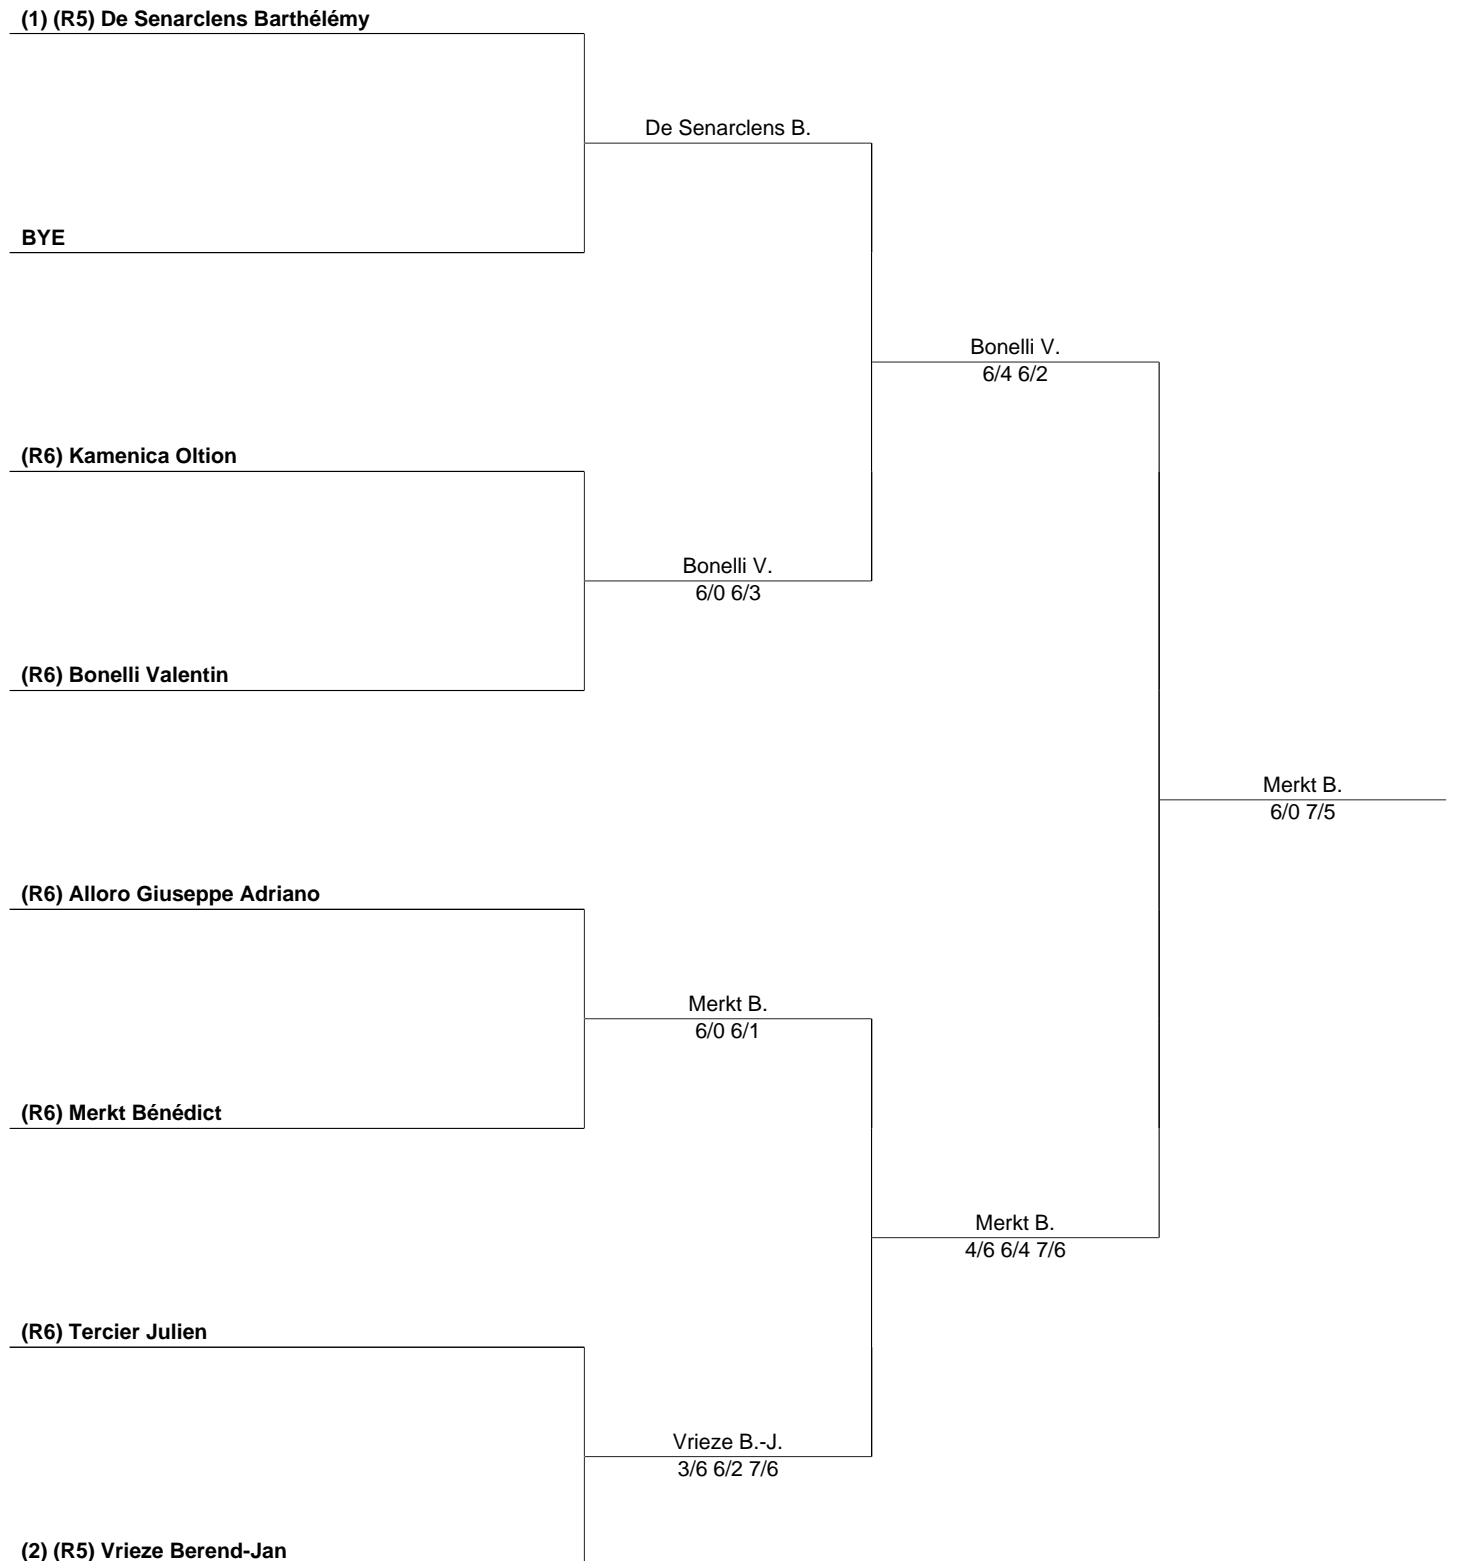 (1) (R5) De Senarclens Barthélémy
De Senarclens B.
BYE
Bonelli V.
6/4 6/2
(R6) Kamenica Oltion
Bonelli V.
6/0 6/3
(R6) Bonelli Valentin
Merkt B.
6/0 7/5
(R6) Alloro Giuseppe Adriano
Merkt B.
6/0 6/1
(R6) Merkt Bénédict
Merkt B.
4/6 6/4 7/6
(R6) Tercier Julien
Vrieze B.-J.
3/6 6/2 7/6
(2) (R5) Vrieze Berend-Jan